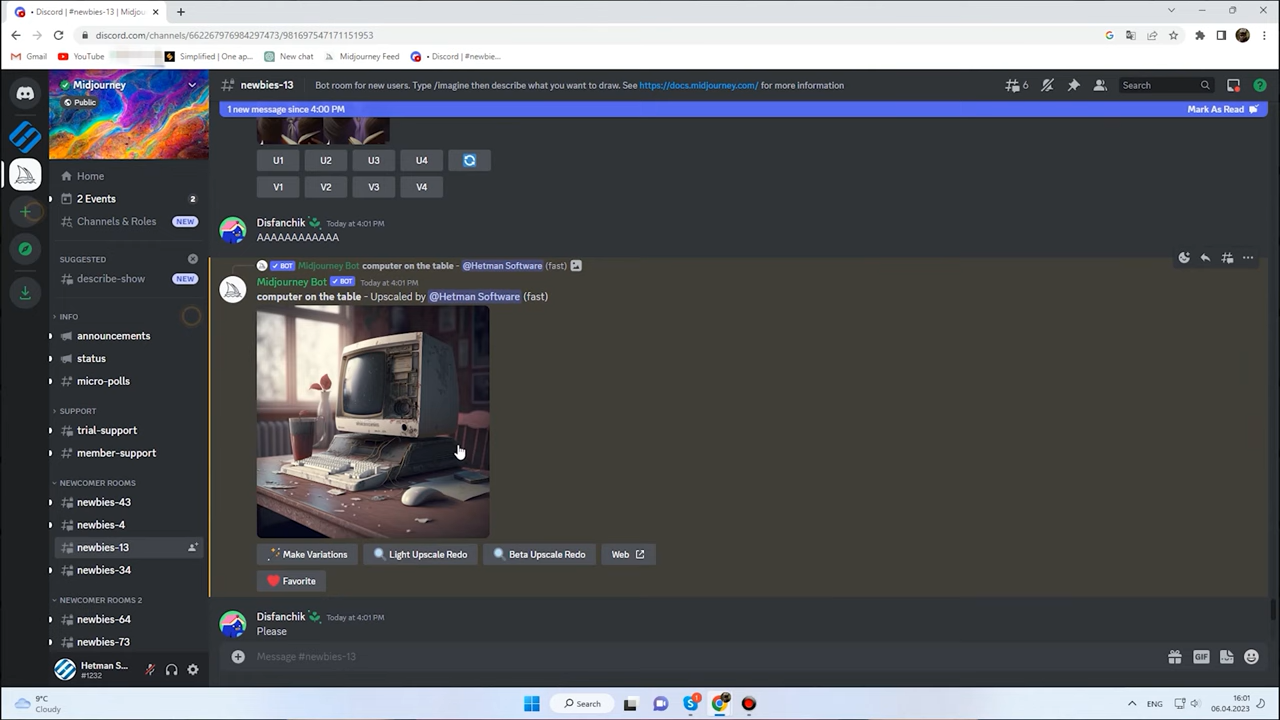 • Discord | #newbies-13 | Midjou
discord.com/channels/662267976984297473/981697547171151953
Gmail
YouTube
Simplified | One ap...
New chat
Midjourney Feed
• Discord | #newbie...
Midjourney
Public
Home
2 Events
2
Channels & Roles
NEW
SUGGESTED
describe-show
NEW
INFO
announcements
status
micro-polls
SUPPORT
trial-support
member-support
NEWCOMER ROOMS
newbies-43
newbies-4
newbies-13
newbies-34
NEWCOMER ROOMS 2
newbies-64
newbies-73
Hetman S...
#1232
newbies-13
Bot room for new users. Type /imagine then describe what you want to draw. See https://docs.midjourney.com/ for more information
6
Search
1 new message since 4:00 PM
Mark As Read
U1 U2 U3 U4
V1 V2 V3 V4
Disfanchik Today at 4:01 PM
AAAAAAAAAAAA
BOT Midjourney Bot computer on the table - @Hetman Software (fast)
Midjourney Bot BOT Today at 4:01 PM
computer on the table - Upscaled by @Hetman Software (fast)
Make Variations
Light Upscale Redo
Beta Upscale Redo
Web
Favorite
Disfanchik Today at 4:01 PM
Please
Message #newbies-13
GIF
9°C
Cloudy
Search
1
ENG
16:01
06.04.2023